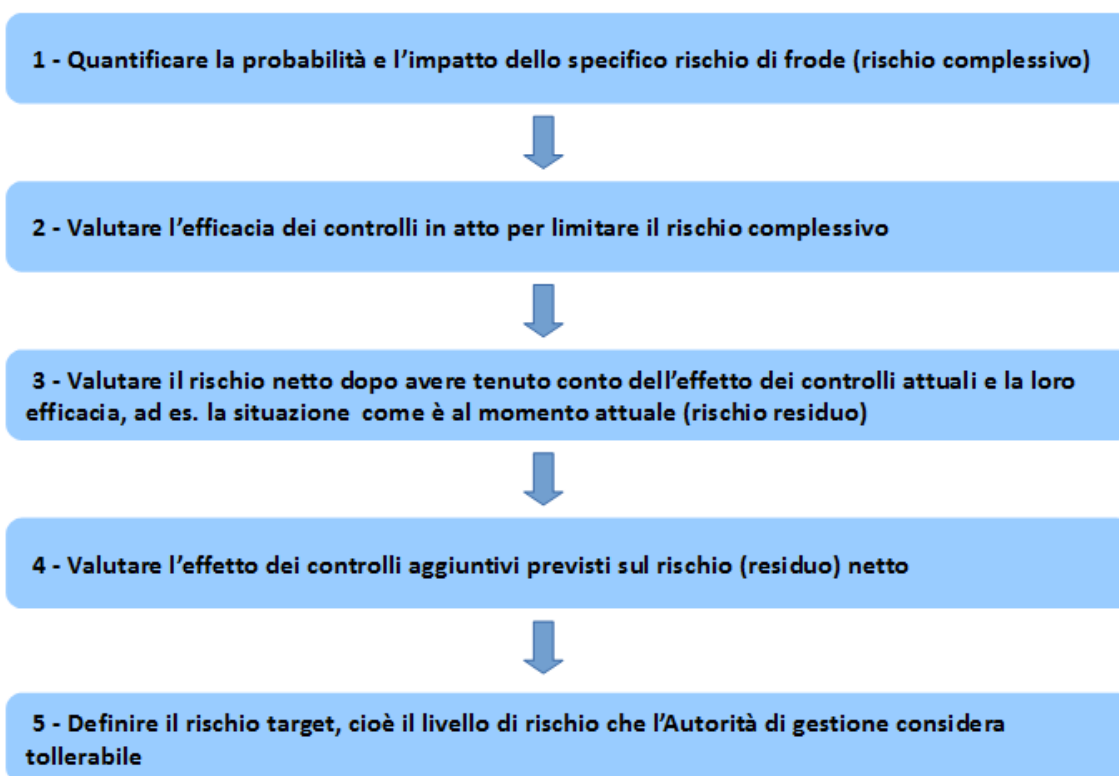 1 - Quantificare la probabilità e l'impatto dello specifico rischio di frode (rischio complessivo)
2 - Valutare l'efficacia dei controlli in atto per limitare il rischio complessivo
3 - Valutare il rischio netto dopo avere tenuto conto dell'effetto dei controlli attuali e la loro
efficacia, ad es. la situazione come è al momento attuale (rischio residuo)
4 - Valutare l'effetto dei controlli aggiuntivi previsti sul rischio (residuo) netto
5 - Definire il rischio target, cioè il livello di rischio che l'Autorità di gestione considera
tollerabile